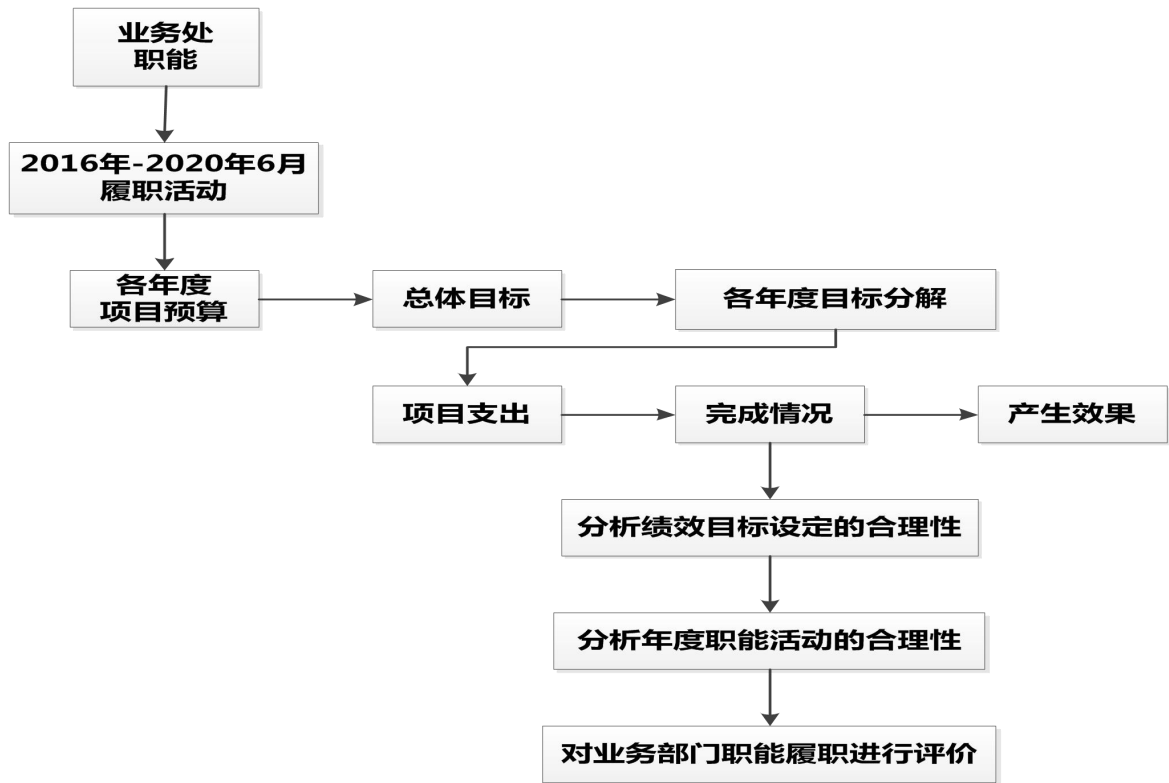 业务处
职能
2016年-2020年6月
履职活动
各年度
项目预算
总体目标
各年度目标分解
项目支出
完成情况
产生效果
分析绩效目标设定的合理性
分析年度职能活动的合理性
对业务部门职能履职进行评价